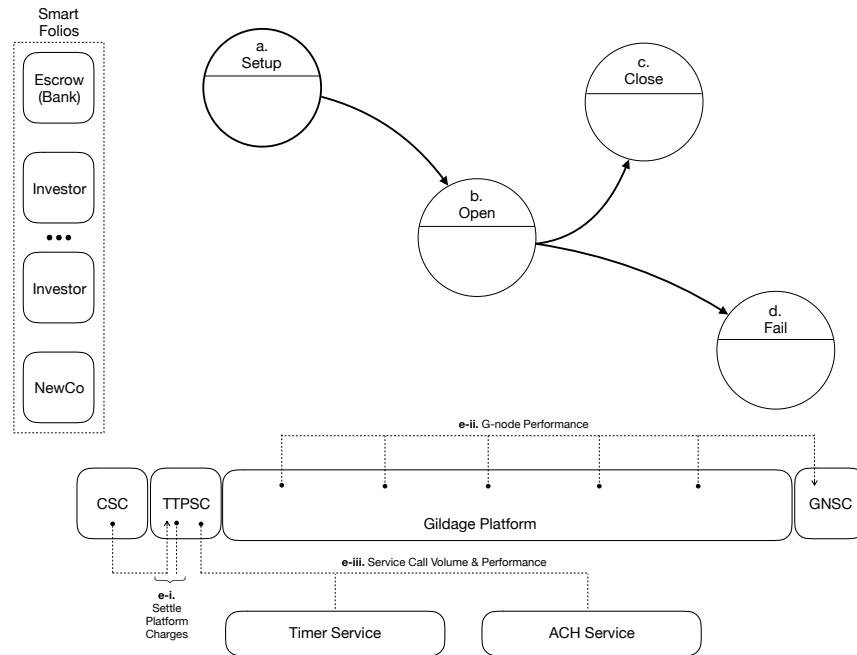 Smart
Folios
Escrow
(Bank)
Investor
•••
Investor
NewCo
a.
Setup
b.
Open
c.
Close
d.
Fail
e-ii. G-node Performance
CSC
TTPSC
Gildage Platform
GNSC
e-iii. Service Call Volume & Performance
e-i.
Settle
Platform
Charges
Timer Service
ACH Service